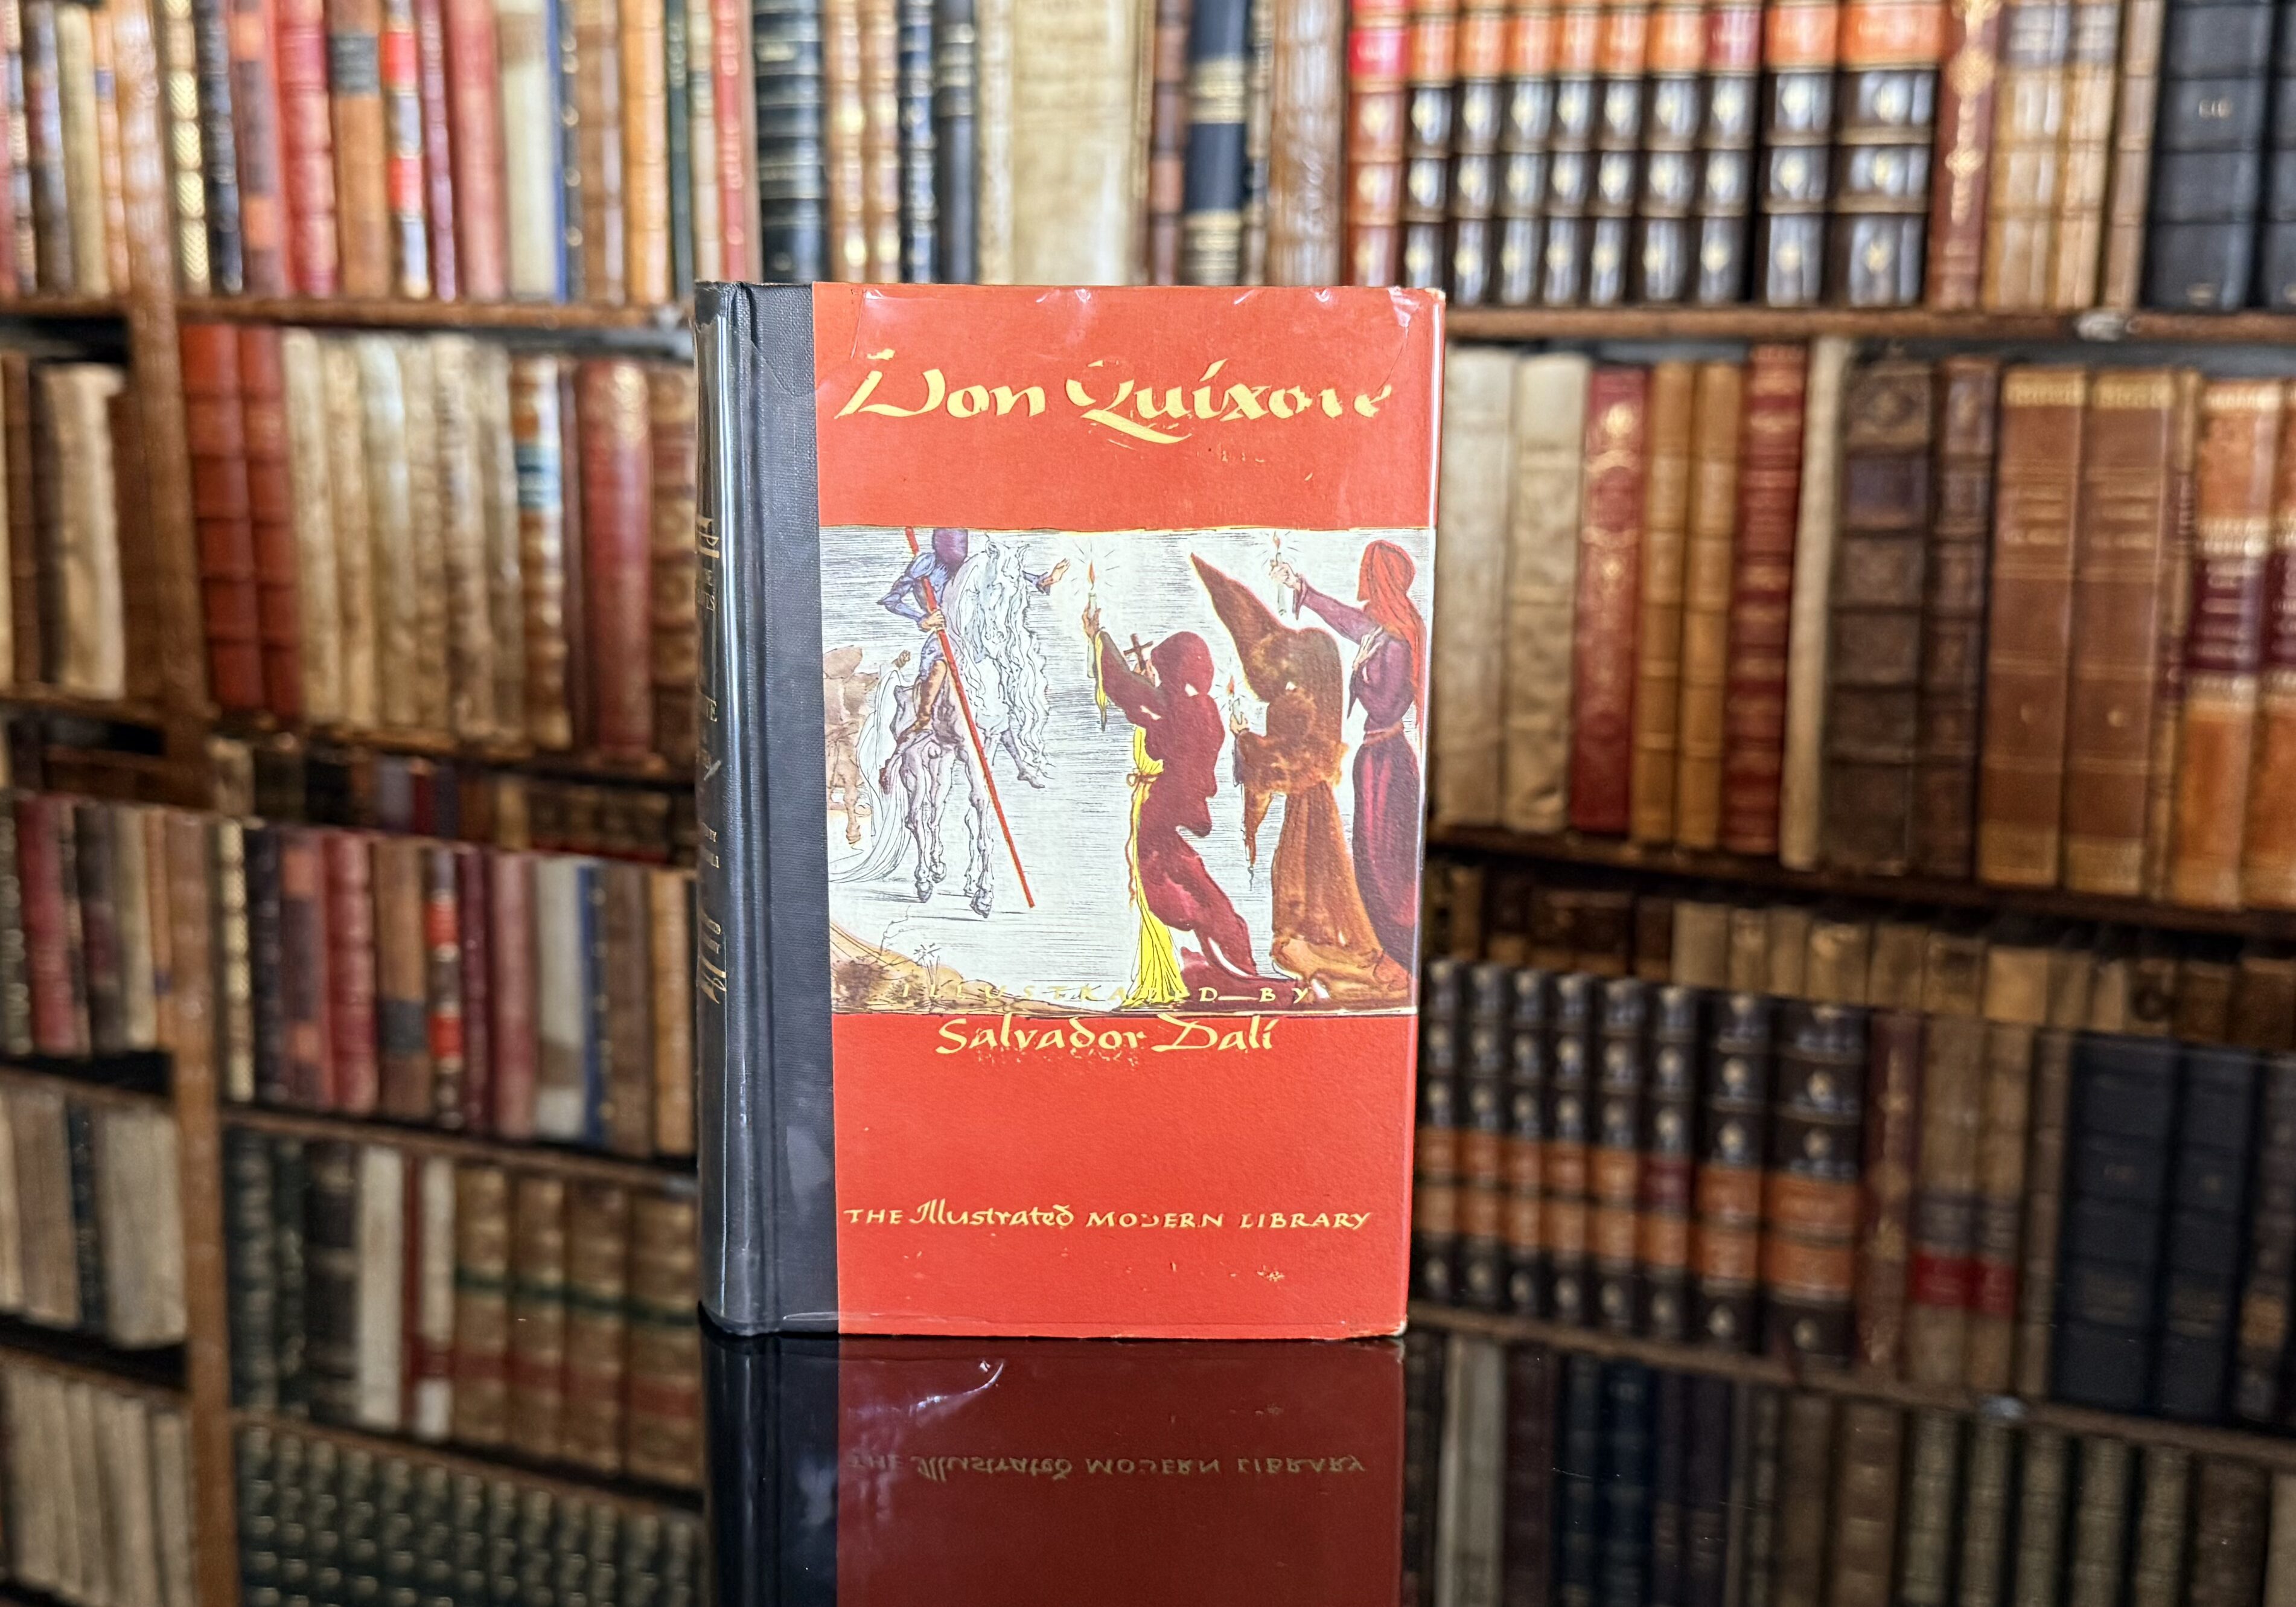 Don Quixote
ILLUSTRATED BY
Salvador Dalí
THE Illustrated MODERN LIBRARY